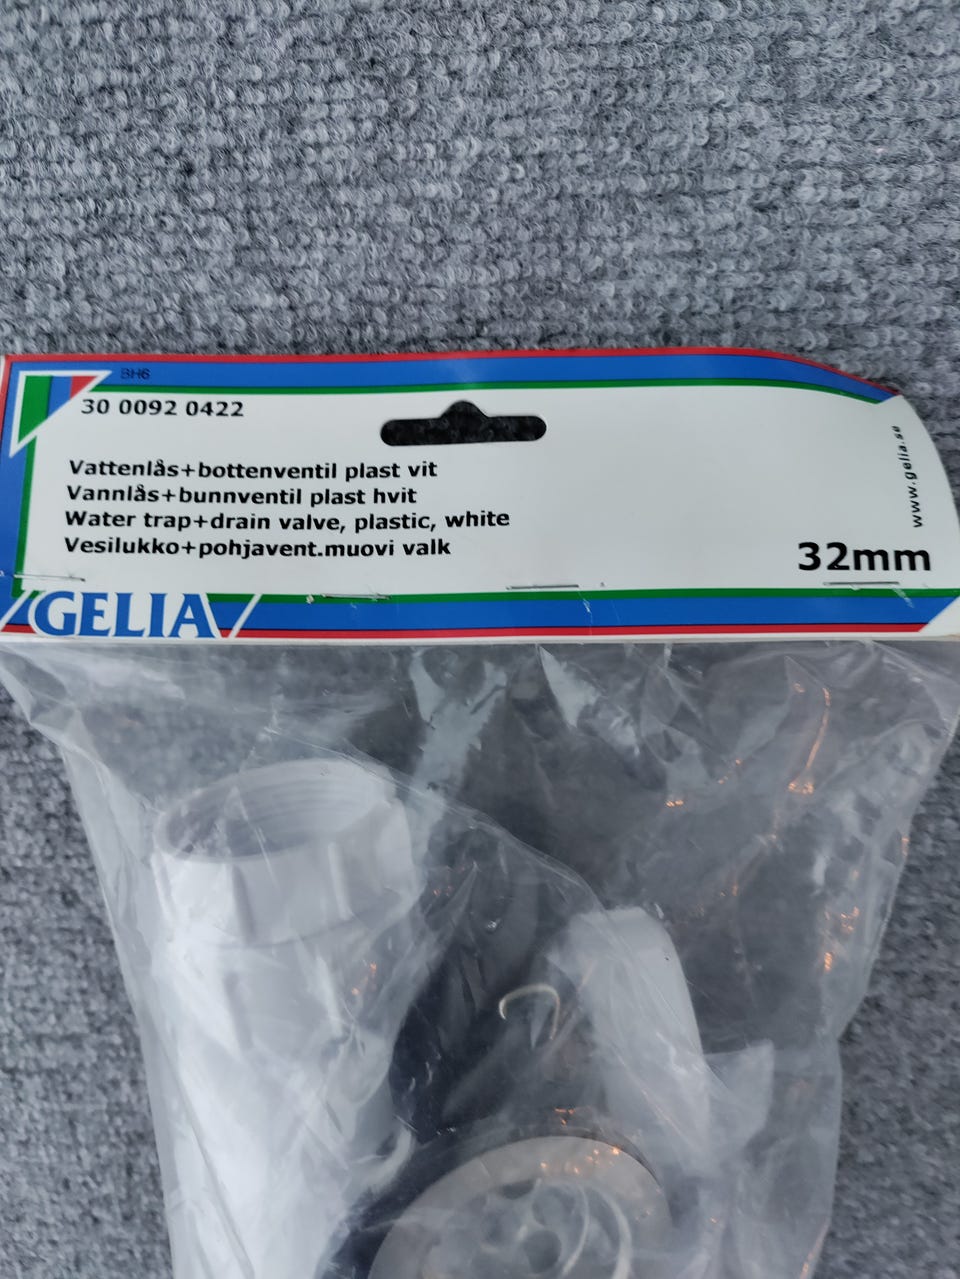 BH6
30 0092 0422
Vattenlås+bottenventil plast vit
Vannlås+bunnventil plast hvit
Water trap+drain valve, plastic, white
Vesilukko+pohjavent.muovi valk
32mm
www.gelia.se
GELIA